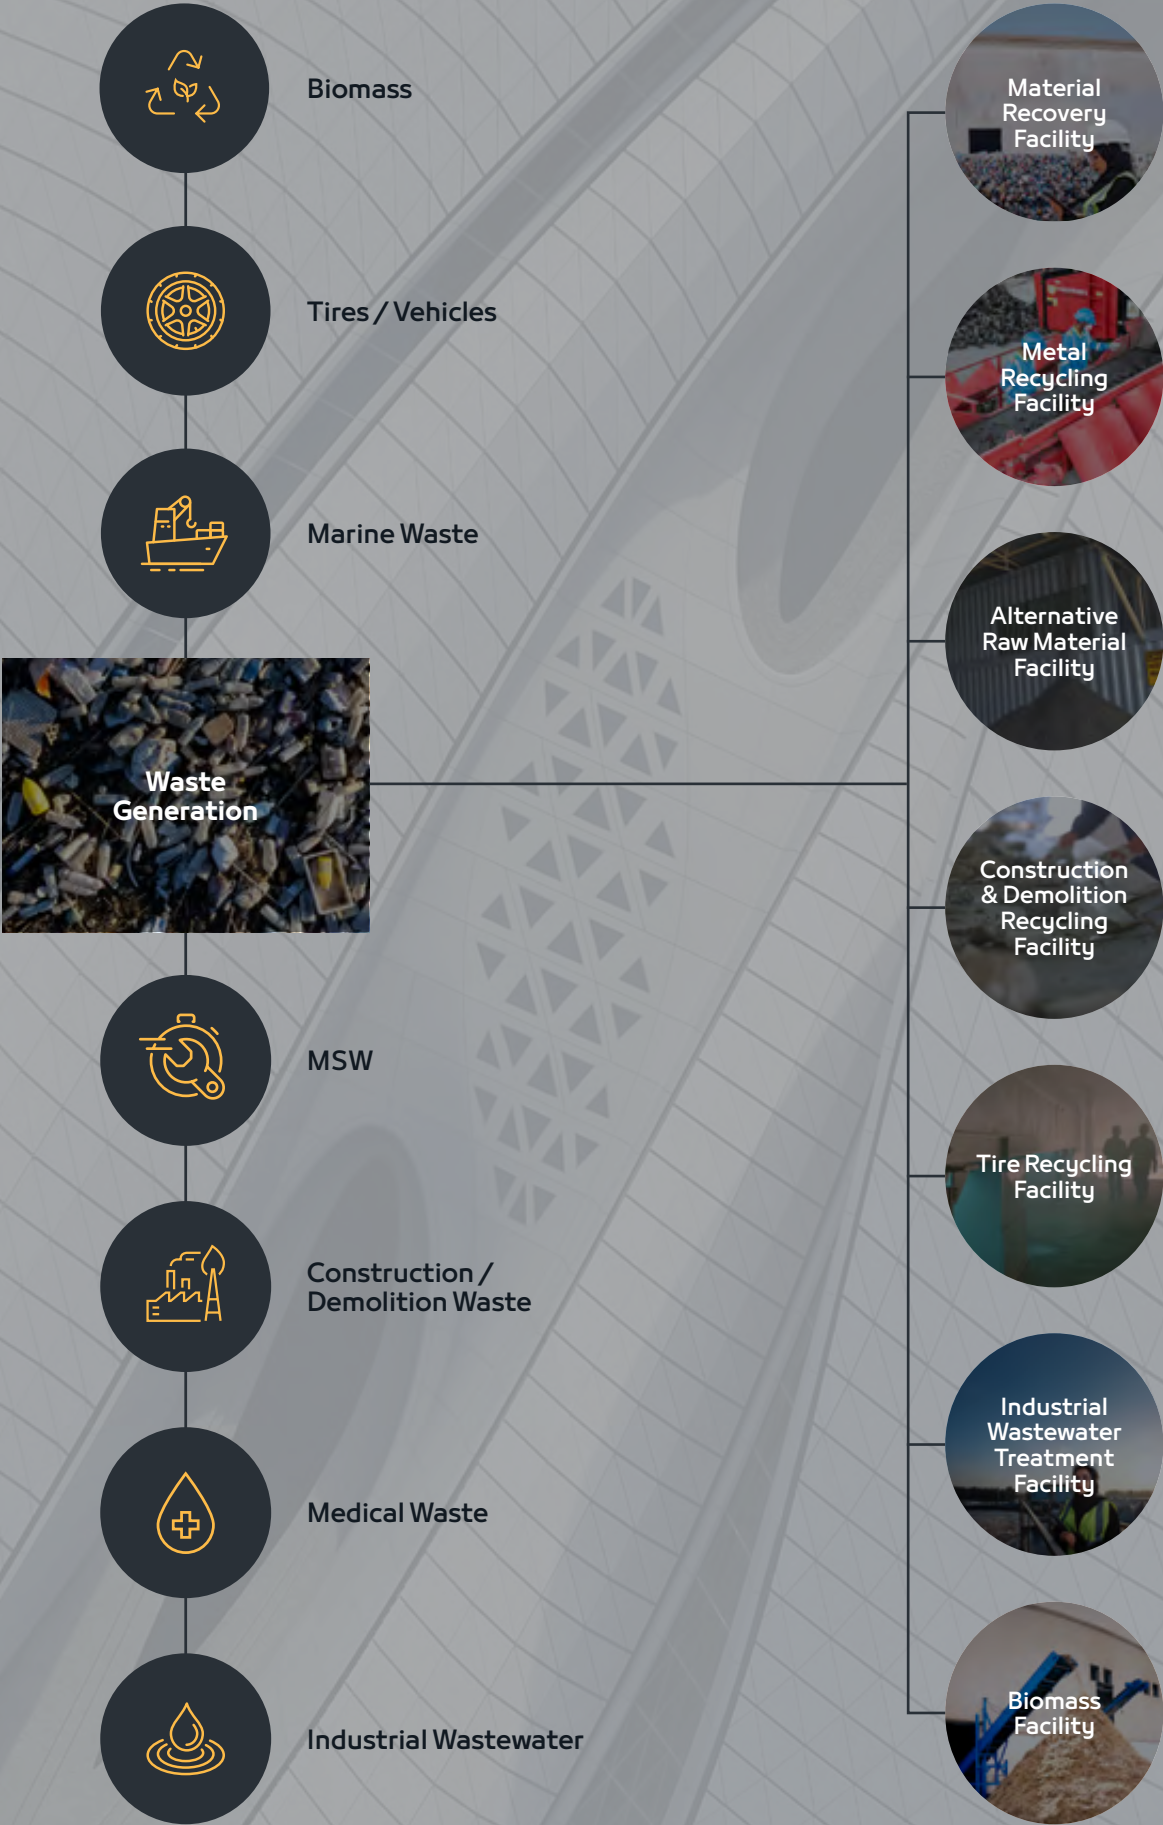 Biomass
Tires / Vehicles
Marine Waste
Waste
Generation
MSW
Construction /
Demolition Waste
Medical Waste
Industrial Wastewater
Material
Recovery
Facility
Metal
Recycling
Facility
Alternative
Raw Material
Facility
Construction
& Demolition
Recycling
Facility
Tire Recycling
Facility
Industrial
Wastewater
Treatment
Facility
Biomass
Facility